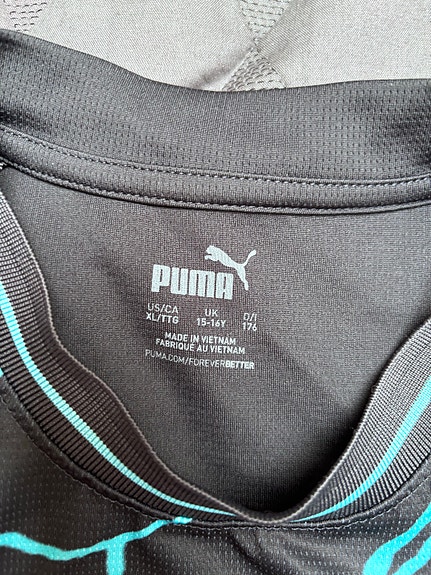 PUMA
US/CA UK D/I
XL/TTG 15-16Y 176
MADE IN VIETNAM
FABRIQUÉ AU VIETNAM
PUMA.COM/FOREVERBETTER